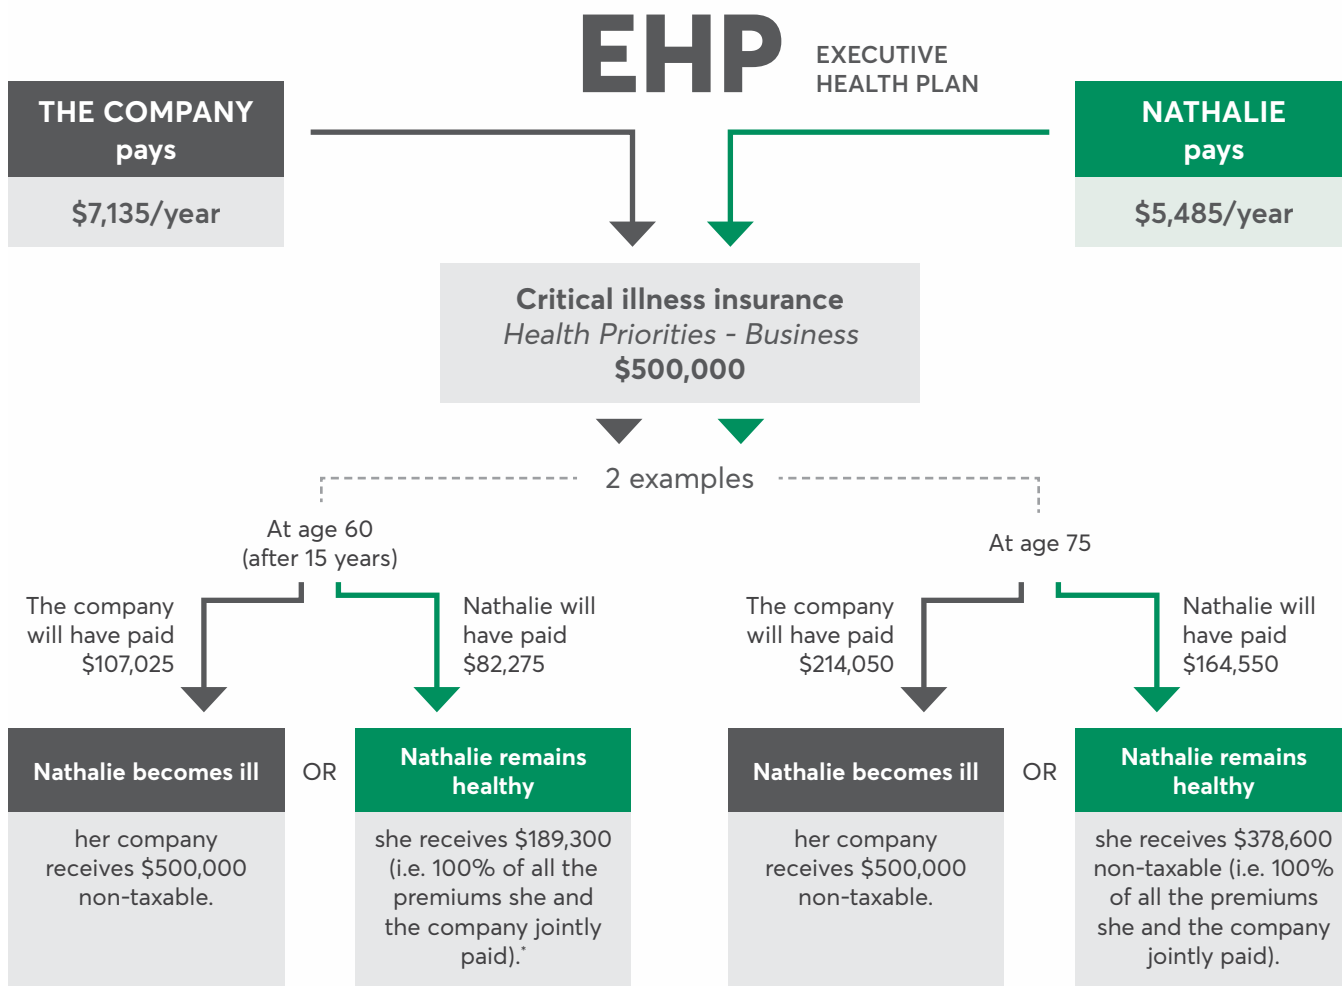 EHP
EXECUTIVE
HEALTH PLAN
THE COMPANY
pays
$7,135/year
NATHALIE
pays
$5,485/year
Critical illness insurance
Health Priorities - Business
$500,000
2 examples
At age 60
(after 15 years)
The company
will have paid
$107,025
Nathalie will
have paid
$82,275
At age 75
The company
will have paid
$214,050
Nathalie will
have paid
$164,550
Nathalie becomes ill
her company
receives $500,000
non-taxable.
OR
Nathalie remains
healthy
she receives $189,300
(i.e. 100% of all the
premiums she and
the company jointly
paid).*
Nathalie becomes ill
her company
receives $500,000
non-taxable.
OR
Nathalie remains
healthy
she receives $378,600
non-taxable (i.e. 100%
of all the premiums
she and the company
jointly paid).